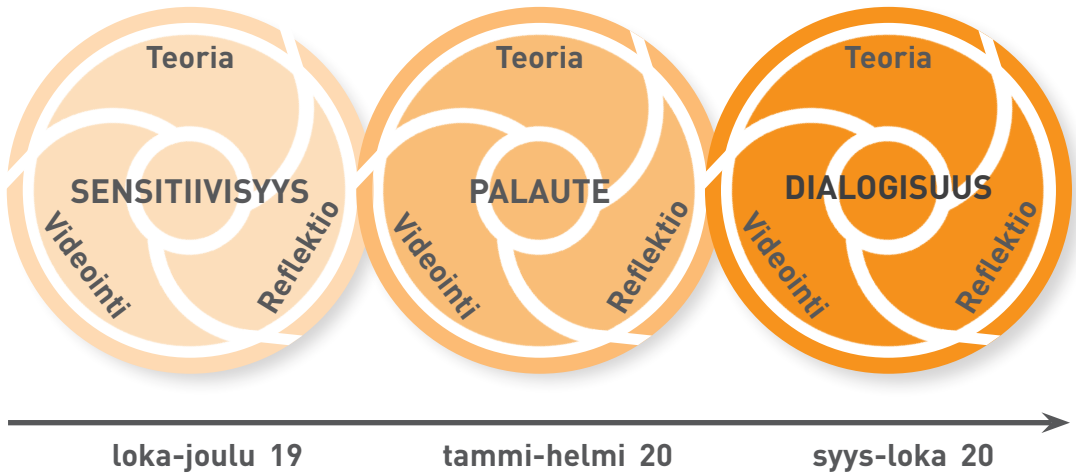 Teoria
SENSITIIVISYYS
Videointi
Reflektio
Teoria
PALAUTE
Videointi
Reflektio
Teoria
DIALOGISUUS
Videointi
Reflektio
loka-joulu 19
tammi-helmi 20
syys-loka 20